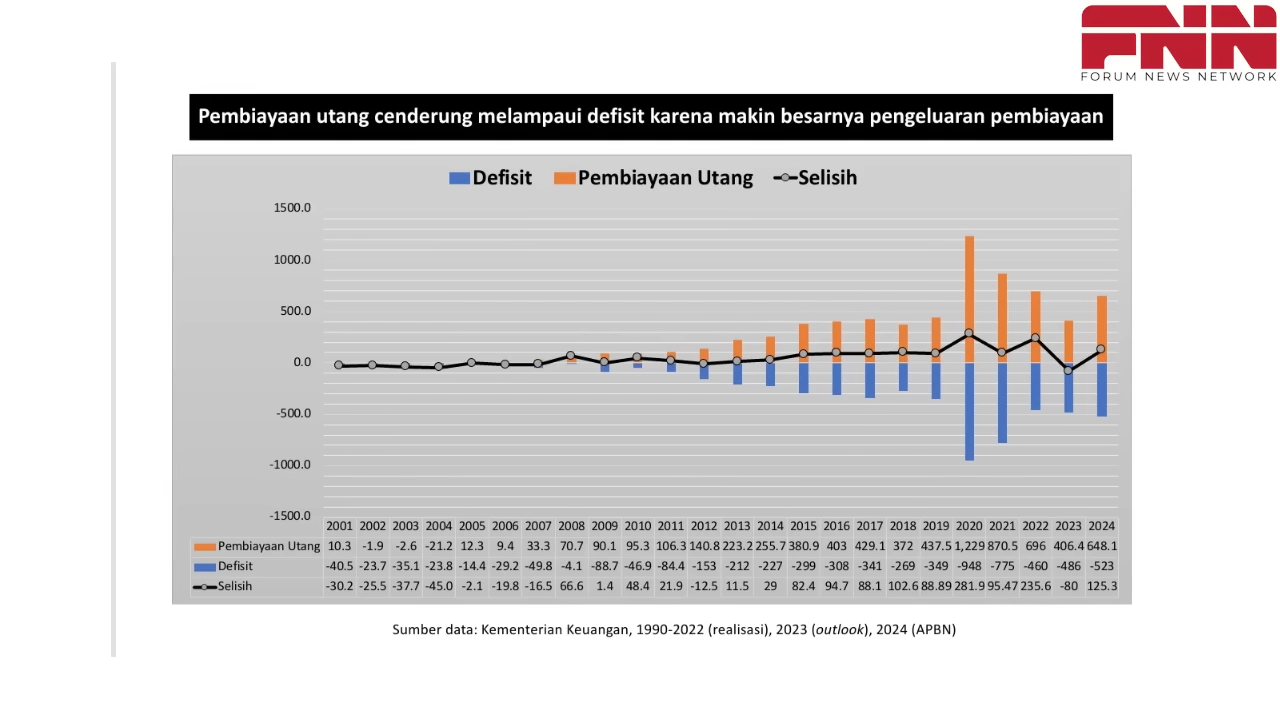 FNN
FORUM NEWS NETWORK
Pembiayaan utang cenderung melampaui defisit karena makin besarnya pengeluaran pembiayaan
Defisit Pembiayaan Utang Selisih
1500.0
1000.0
500.0
0.0
-500.0
-1000.0
-1500.0
2001 2002 2003 2004 2005 2006 2007 2008 2009 2010 2011 2012 2013 2014 2015 2016 2017 2018 2019 2020 2021 2022 2023 2024
Pembiayaan Utang 10.3 -1.9 -2.6 -21.2 12.3 9.4 33.3 70.7 90.1 95.3 106.3 140.8 223.2 255.7 380.9 403 429.1 372 437.5 1,229 870.5 696 406.4 648.1
Defisit -40.5 -23.7 -35.1 -23.8 -14.4 -29.2 -49.8 -4.1 -88.7 -46.9 -84.4 -153 -212 -227 -299 -308 -341 -269 -349 -948 -775 -460 -486 -523
Selisih -30.2 -25.5 -37.7 -45.0 -2.1 -19.8 -16.5 66.6 1.4 48.4 21.9 -12.5 11.5 29 82.4 94.7 88.1 102.6 88.89 281.9 95.47 235.6 -80 125.3
Sumber data: Kementerian Keuangan, 1990-2022 (realisasi), 2023 (outlook), 2024 (APBN)